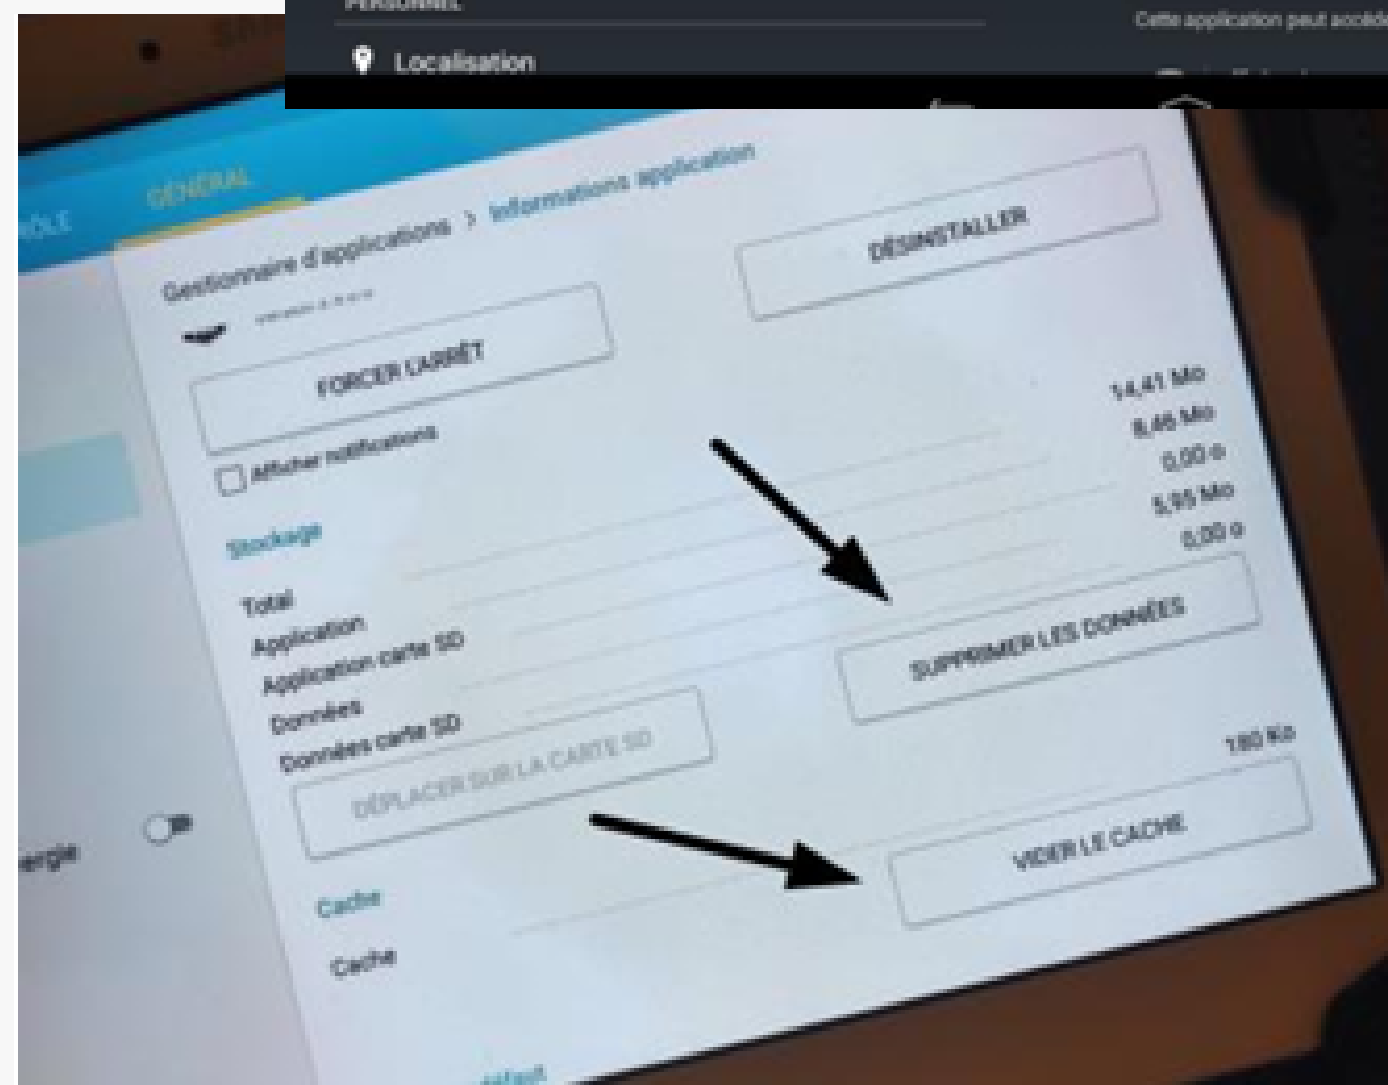 PERSONNEL
Cette application peut accéde
Localisation
GÉNÉRAL
RÔLE
Gestionnaire d'applications > Informations application
DÉSINSTALLER
FORCER L'ARRÊT
Afficher notifications
Stockage
Total 14,41 Mo
Application 8,46 Mo
Application carte SD 0,00 o
Données 5,95 Mo
Données carte SD 0,00 o
SUPPRIMER LES DONNÉES
DÉPLACER SUR LA CARTE SD
ergie
Cache
Cache 180 Ko
VIDER LE CACHE
défaut